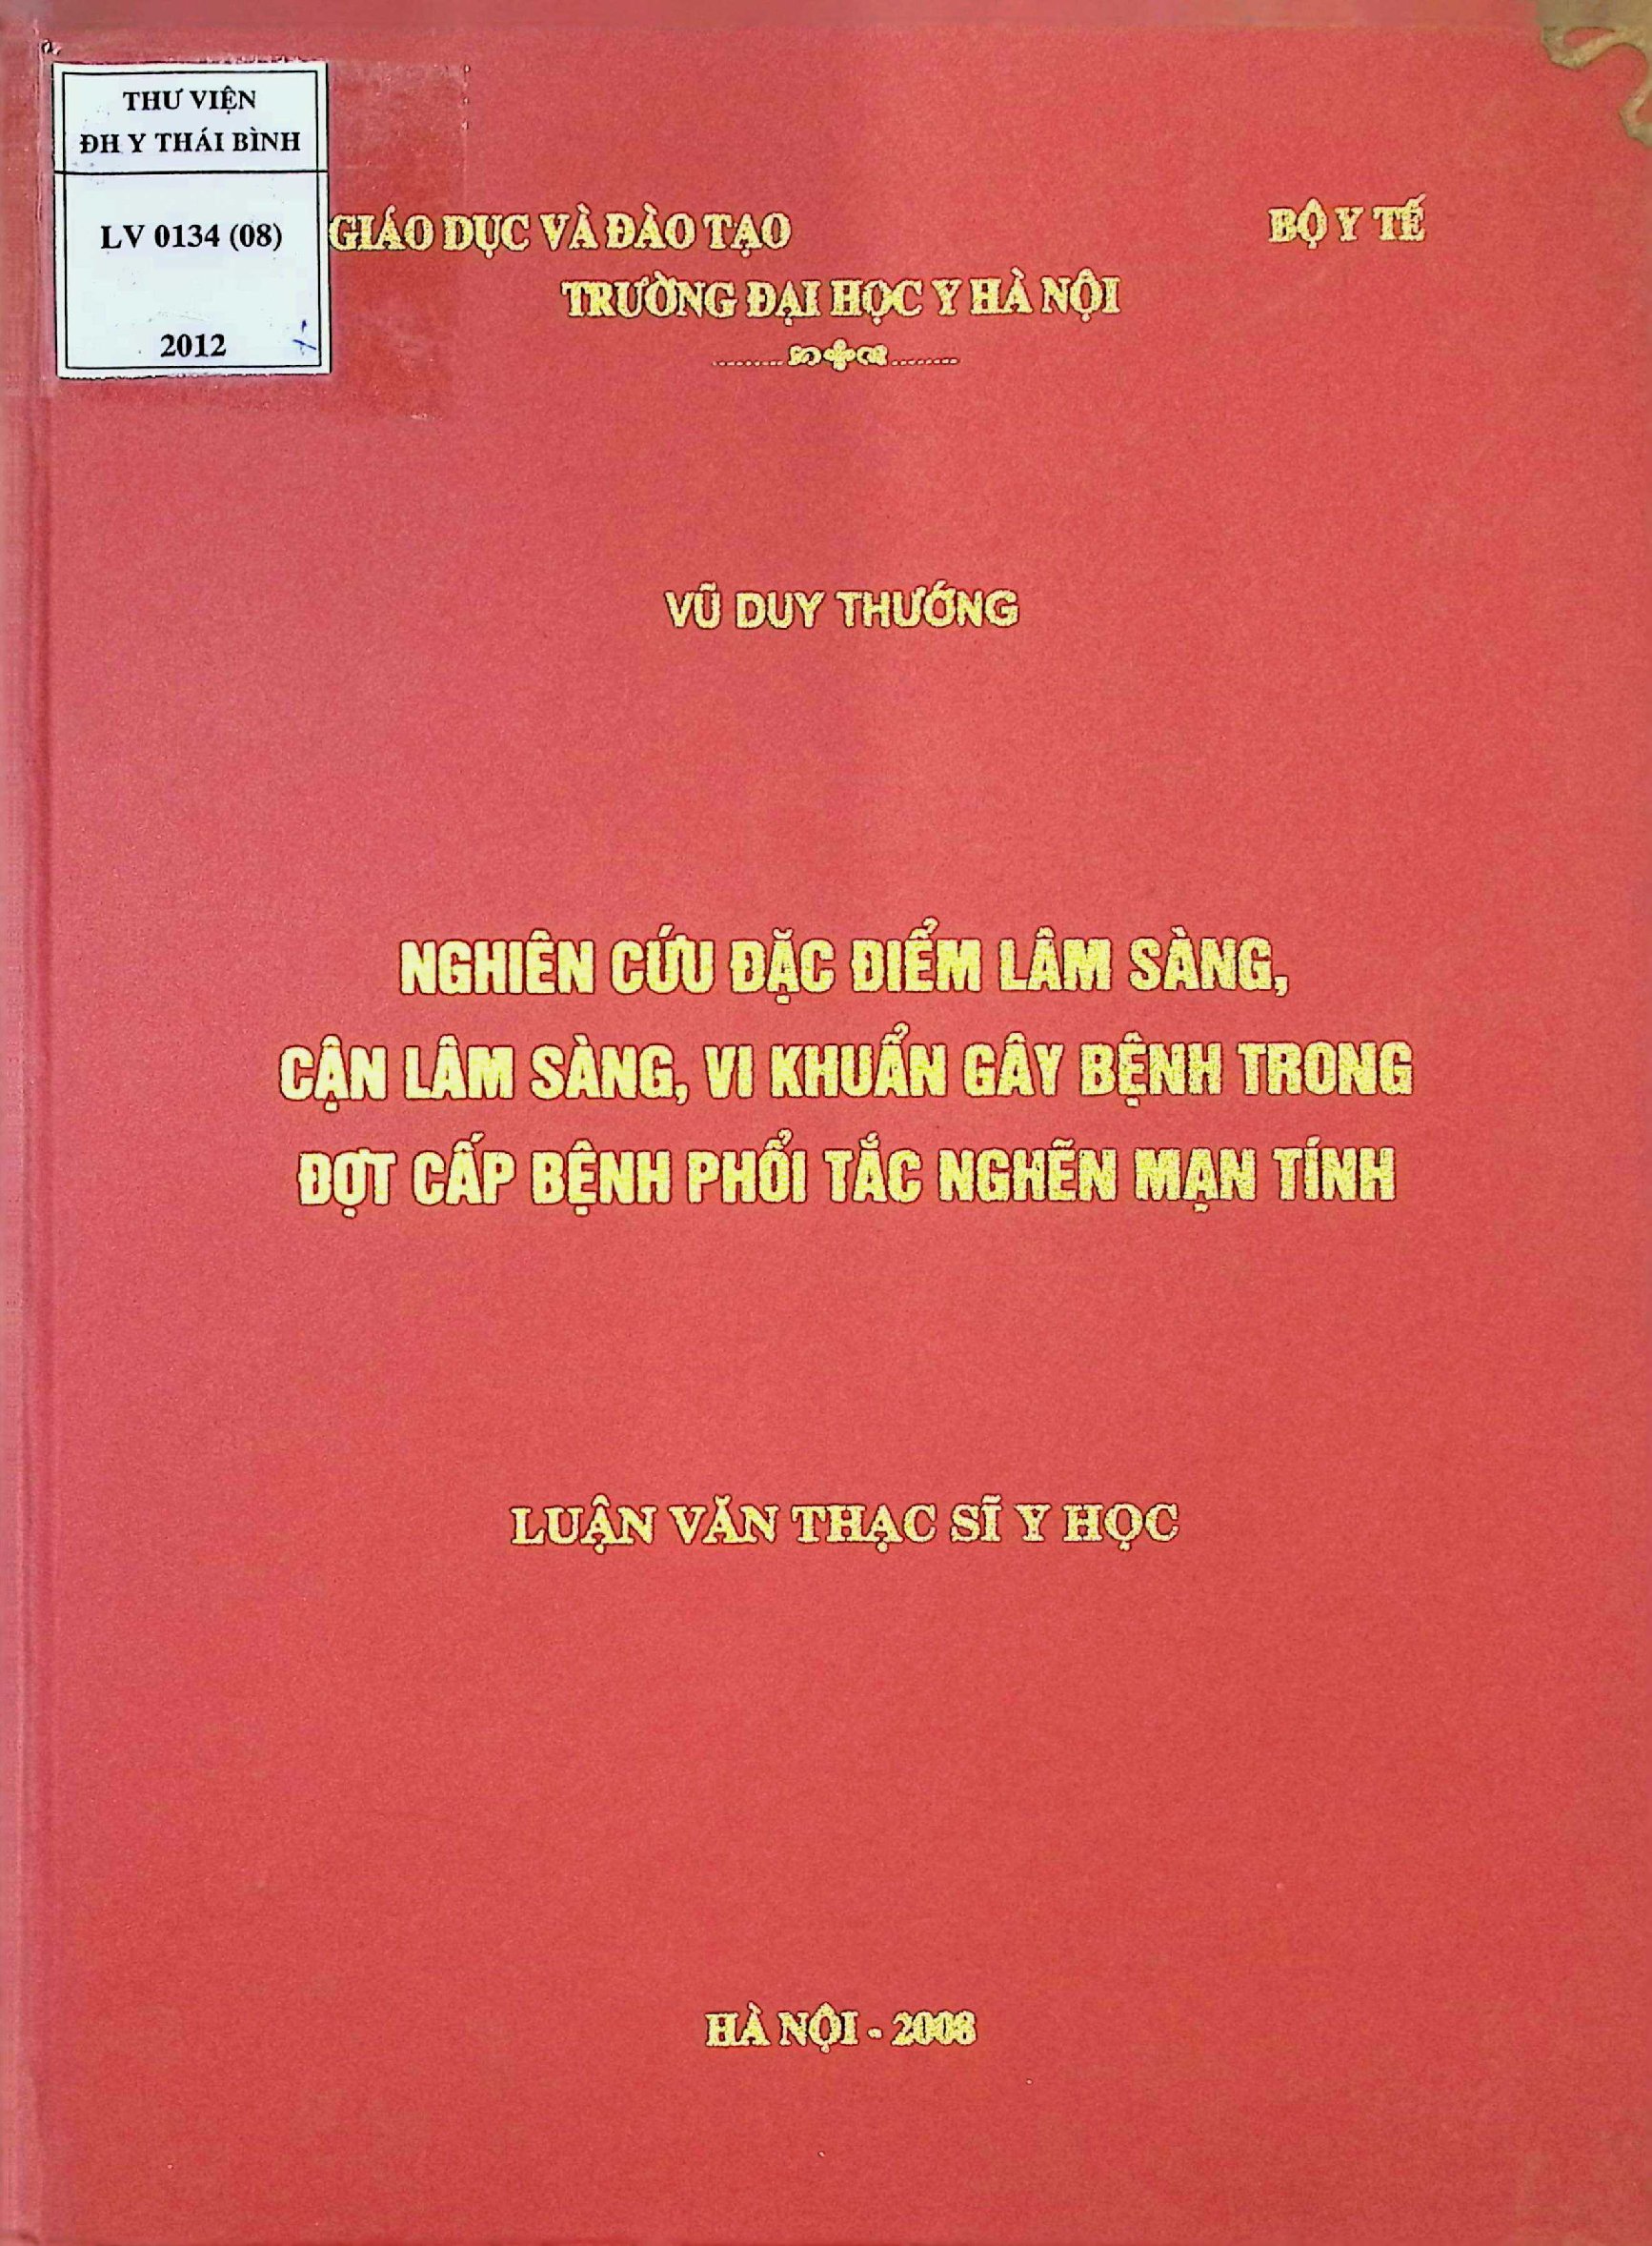 THƯ VIỆN
ĐH Y THÁI BÌNH
LV 0134 (08)
2012
GIÁO DỤC VÀ ĐÀO TẠO BỘ Y TẾ
TRƯỜNG ĐẠI HỌC Y HÀ NỘI
VŨ DUY THƯỚNG
NGHIÊN CỨU ĐẶC ĐIỂM LÂM SÀNG,
CẬN LÂM SÀNG, VI KHUẨN GÂY BỆNH TRONG
ĐỢT CẤP BỆNH PHỔI TẮC NGHẼN MẠN TÍNH
LUẬN VĂN THẠC SĨ Y HỌC
HÀ NỘI - 2008